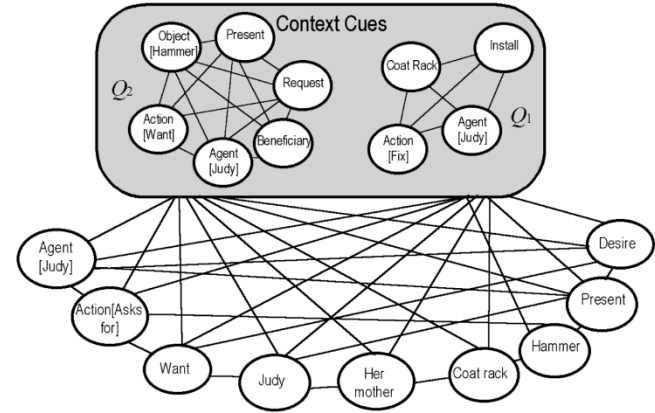 Context Cues
Object
[Hammer]
Present
Request
Beneficiary
Agent
[Judy]
Action
[Want]
Q2
Coat Rack
Install
Agent
[Judy]
Action
[Fix]
Q1
Agent
[Judy]
Action[Asks
for]
Want
Judy
Her
mother
Coat rack
Hammer
Present
Desire